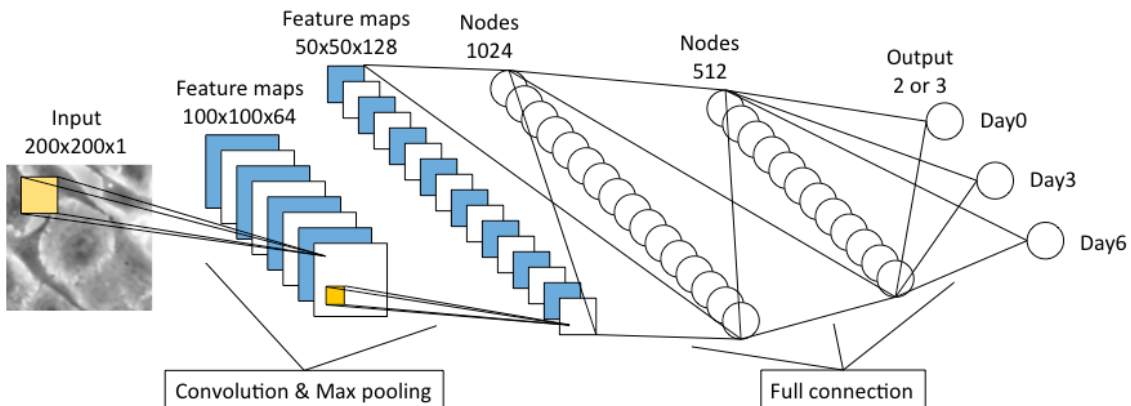 Input
200x200x1
Feature maps
100x100x64
Feature maps
50x50x128
Nodes
1024
Nodes
512
Output
2 or 3
Day0
Day3
Day6
Convolution & Max pooling
Full connection